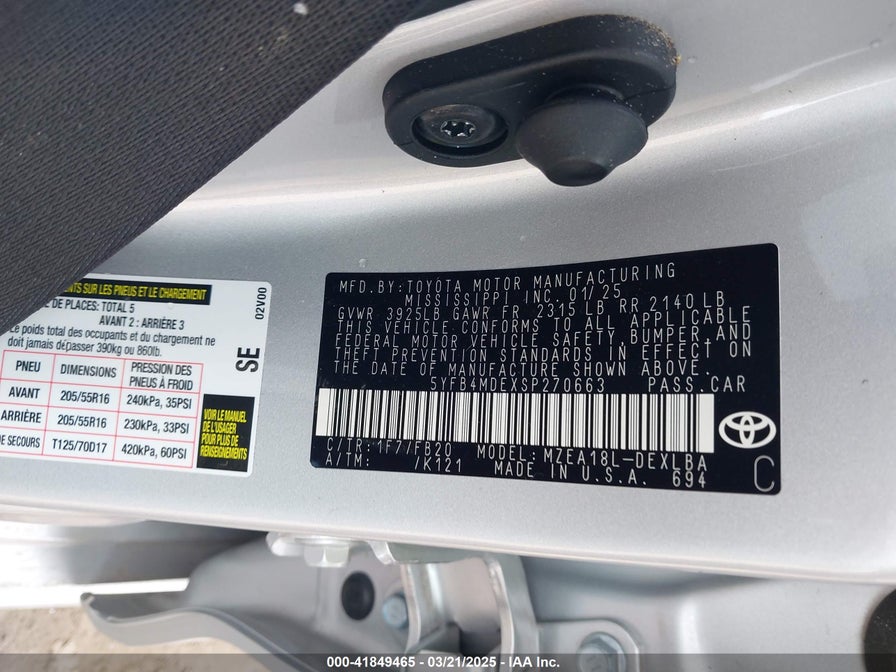 MFD.BY:TOYOTA MOTOR MANUFACTURING
MISSISSIPPI INC. 01/25
GVWR 3925LB GAWR FR 2315 LB RR 2140 LB
THIS VEHICLE CONFORMS TO ALL APPLICABLE
FEDERAL MOTOR VEHICLE SAFETY,BUMPER,AND
THEFT PREVENTION STANDARDS IN EFFECT ON
THE DATE OF MANUFACTURE SHOWN ABOVE.
5YFB4MDEXSP270663 PASS.CAR
C/TR:1F7/FB20 MODEL:MZEA18L-DEXLBA
A/TM: /K121 MADE IN U.S.A. 694
C
SUR LES PNEUS ET LE CHARGEMENT
DE PLACES: TOTAL 5
AVANT 2 : ARRIÈRE 3
Le poids total des occupants et du chargement ne
doit jamais dépasser 390kg ou 860lb.
PNEU DIMENSIONS PRESSION DES PNEUS À FROID
AVANT 205/55R16 240kPa, 35PSI
ARRIÈRE 205/55R16 230kPa, 33PSI
DE SECOURS T125/70D17 420kPa, 60PSI
VOIR LE MANUEL
DE L'USAGER
POUR PLUS DE
RENSEIGNEMENTS
SE
02V00
000-41849465 - 03/21/2025 - IAA Inc.